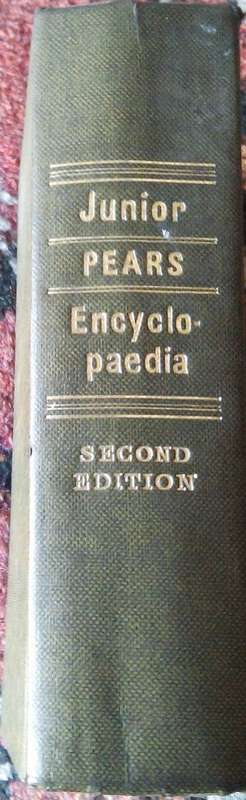 Junior
PEARS
Encyclo-
paedia
SECOND
EDITION